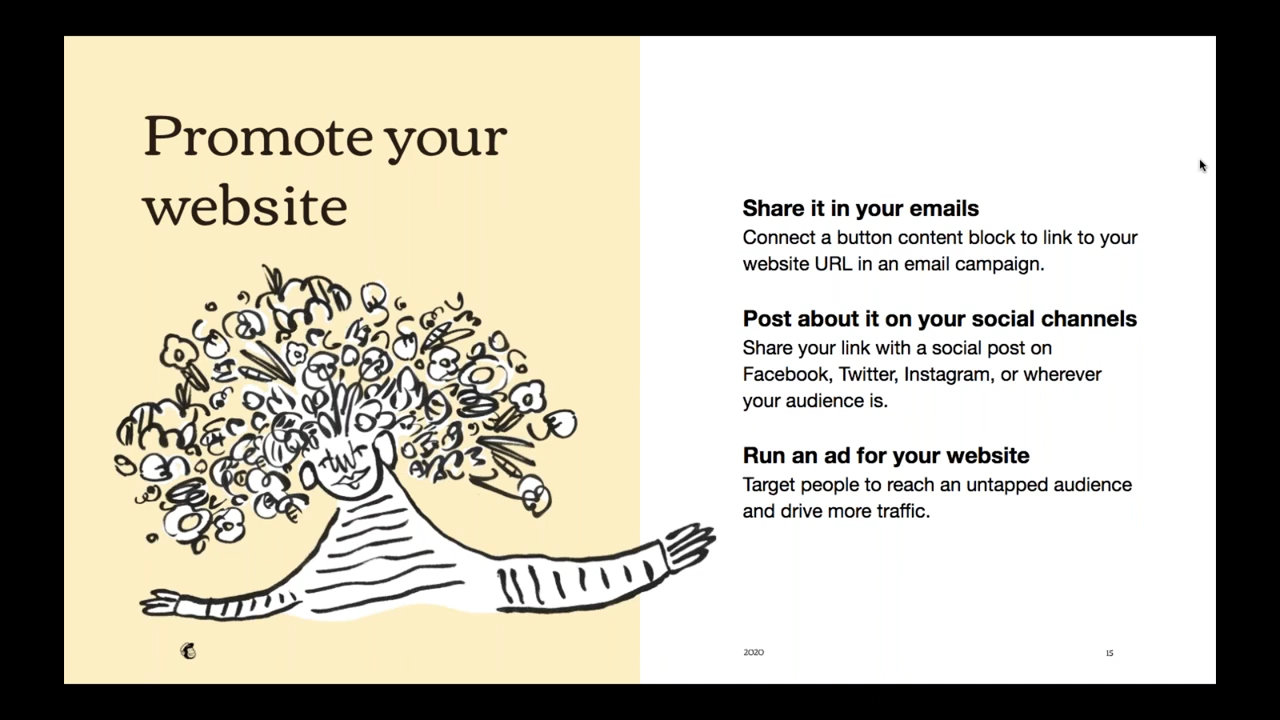 Promote your
website
Share it in your emails
Connect a button content block to link to your
website URL in an email campaign.
Post about it on your social channels
Share your link with a social post on
Facebook, Twitter, Instagram, or wherever
your audience is.
Run an ad for your website
Target people to reach an untapped audience
and drive more traffic.
2020
15